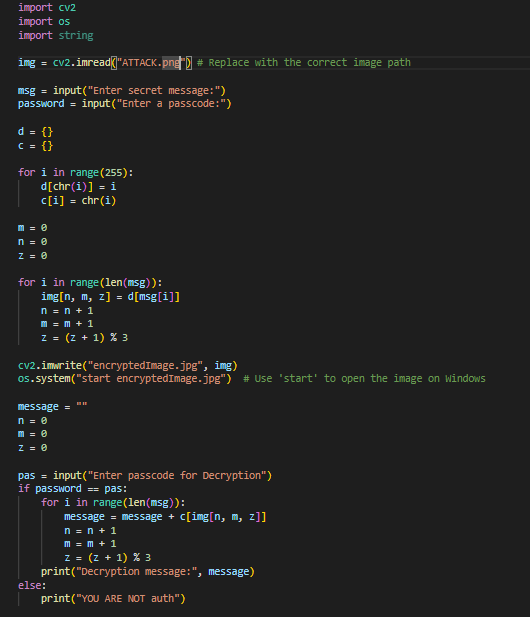 import cv2
import os
import string
img = cv2.imread("ATTACK.png") # Replace with the correct image path
msg = input("Enter secret message:")
password = input("Enter a passcode:")
d = {}
c = {}
for i in range(255):
    d[chr(i)] = i
    c[i] = chr(i)
m = 0
n = 0
z = 0
for i in range(len(msg)):
    img[n, m, z] = d[msg[i]]
    n = n + 1
    m = m + 1
    z = (z + 1) % 3
cv2.imwrite("encryptedImage.jpg", img)
os.system("start encryptedImage.jpg")  # Use 'start' to open the image on Windows
message = ""
n = 0
m = 0
z = 0
pas = input("Enter passcode for Decryption")
if password == pas:
    for i in range(len(msg)):
        message = message + c[img[n, m, z]]
        n = n + 1
        m = m + 1
        z = (z + 1) % 3
    print("Decryption message:", message)
else:
    print("YOU ARE NOT auth")